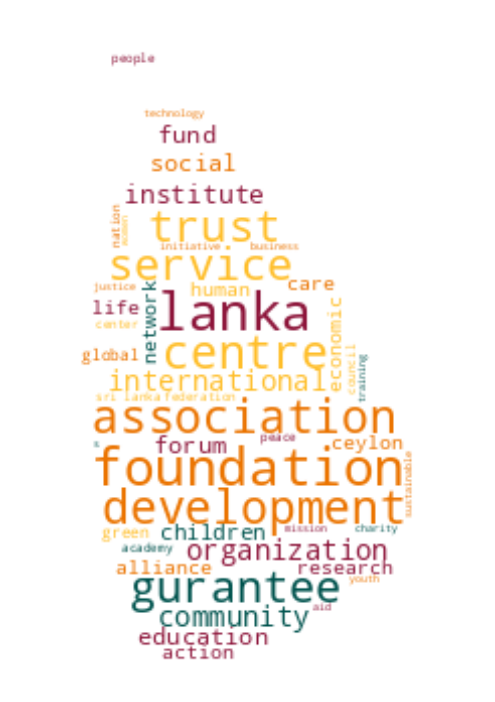 people
technology
fund
social
institute
nation
women
trust
initiative business
service
justice
human
care
life
network
lanka
economic
center
global
centre
council
training
international
sri lanka federation
association
s
forum
peace
ceylon
foundation
sustainable
development
green
children
mission
charity
academy
organization
alliance
research
gurantee
youth
community
aid
education
action